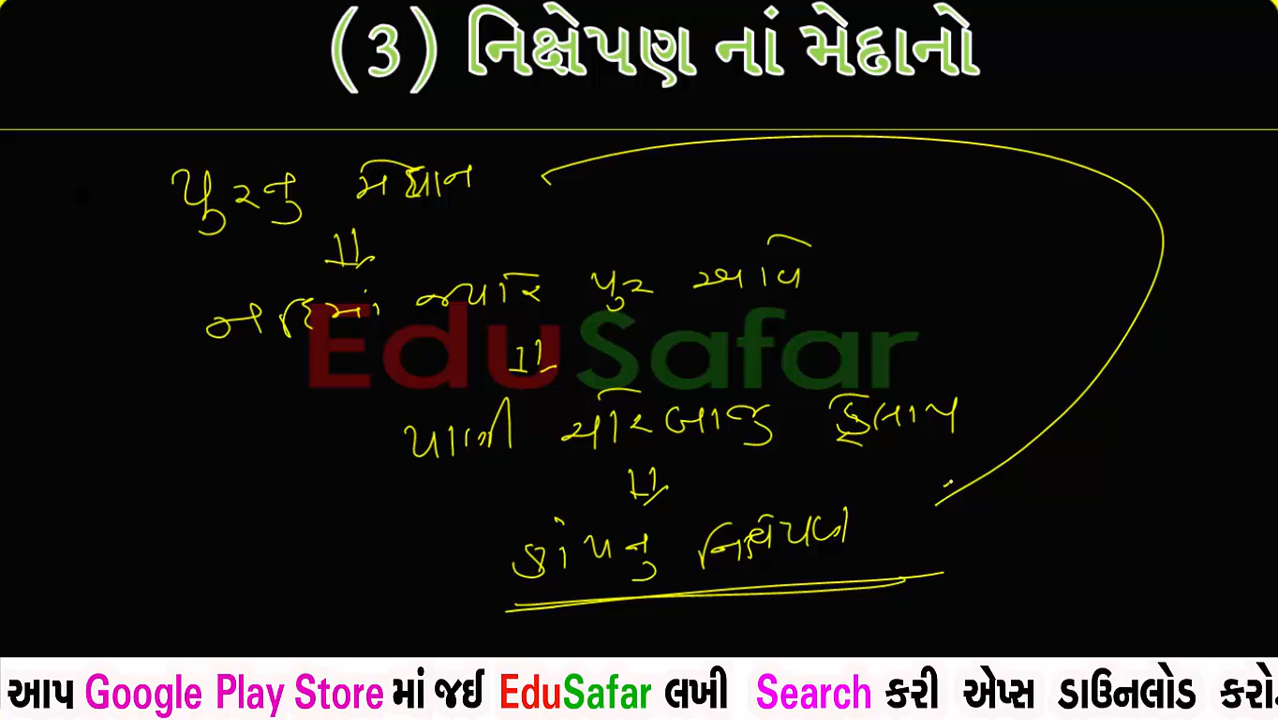 (3) નિક્ષેપણ નાં મેદાનો
પુરનુ મેદાન
નદીમાં જ્યારે પુર આવે
EduSafar
પાણી ચારેબાજુ ફેલાય
કાંપનુ નિક્ષેપણ
આપ Google Play Store માં જઈ EduSafar લખી Search કરી એપ્સ ડાઉનલોડ કરો.